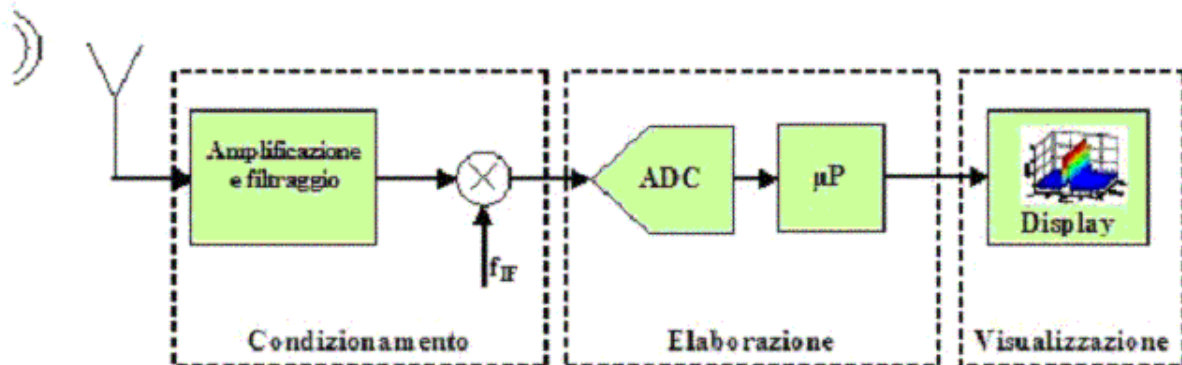 Amplificazione
e filtraggio
f_IF
Condizionamento
ADC
µP
Elaborazione
Display
Visualizzazione